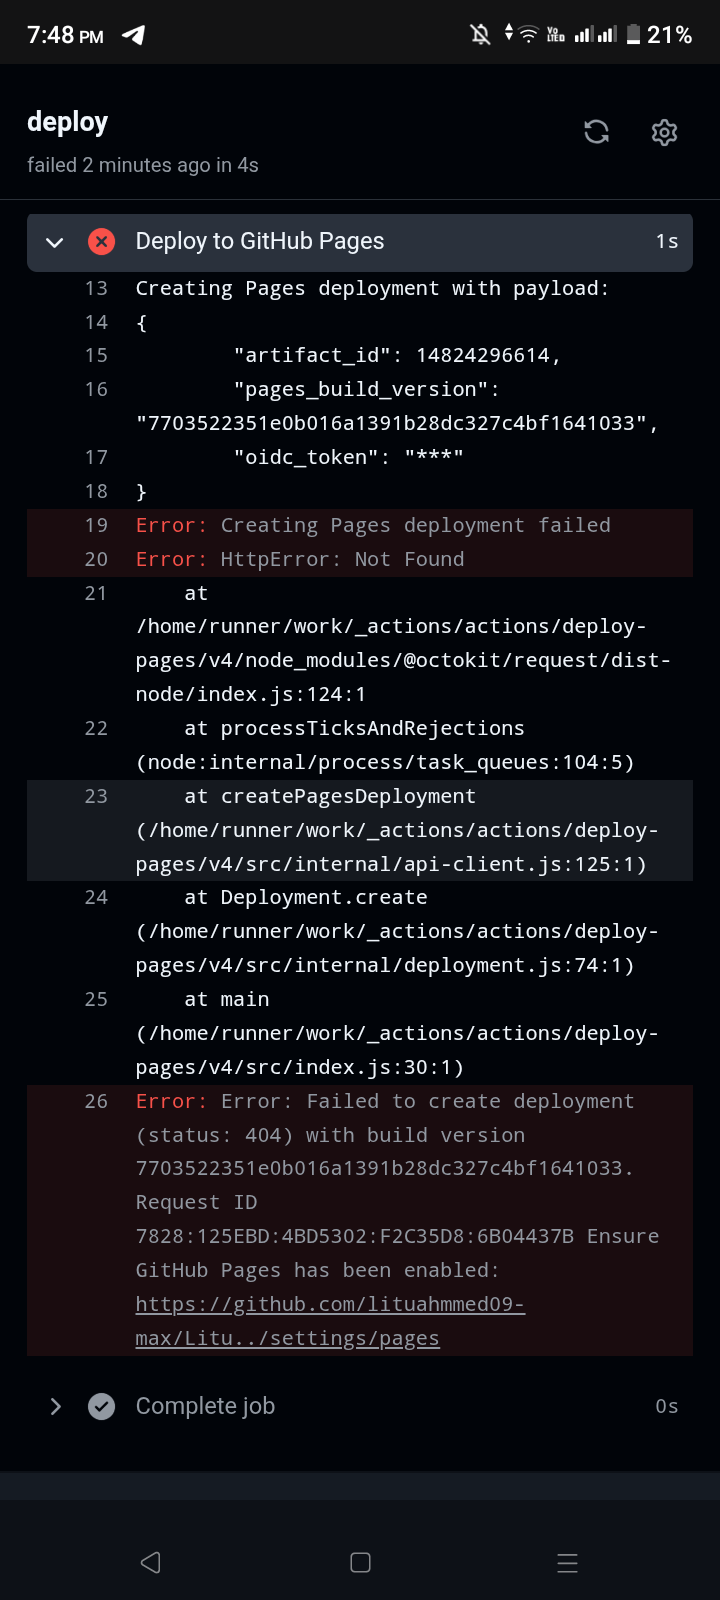 7:48 PM
Vo
LTE
21%
deploy
failed 2 minutes ago in 4s
Deploy to GitHub Pages 1s
13 Creating Pages deployment with payload:
14 {
15 "artifact_id": 14824296614,
16 "pages_build_version":
"7703522351e0b016a1391b28dc327c4bf1641033",
17 "oidc_token": "***"
18 }
19 Error: Creating Pages deployment failed
20 Error: HttpError: Not Found
21 at
/home/runner/work/_actions/actions/deploy-
pages/v4/node_modules/@octokit/request/dist-
node/index.js:124:1
22 at processTicksAndRejections
(node:internal/process/task_queues:104:5)
23 at createPagesDeployment
(/home/runner/work/_actions/actions/deploy-
pages/v4/src/internal/api-client.js:125:1)
24 at Deployment.create
(/home/runner/work/_actions/actions/deploy-
pages/v4/src/internal/deployment.js:74:1)
25 at main
(/home/runner/work/_actions/actions/deploy-
pages/v4/src/index.js:30:1)
26 Error: Error: Failed to create deployment
(status: 404) with build version
7703522351e0b016a1391b28dc327c4bf1641033.
Request ID
7828:125EBD:4BD5302:F2C35D8:6B04437B Ensure
GitHub Pages has been enabled:
https://github.com/lituahmmed09-
max/Litu../settings/pages
Complete job 0s